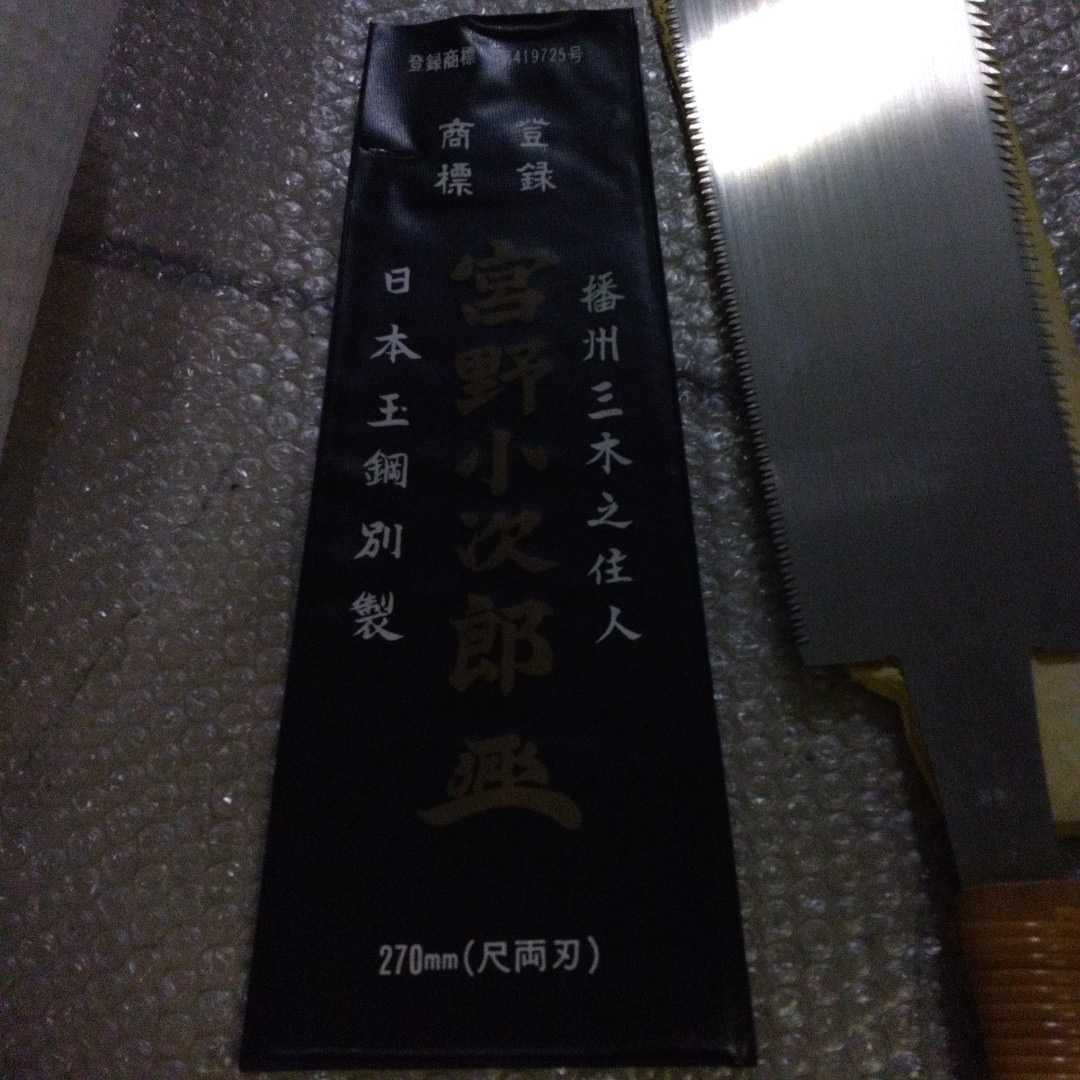 登録商標 419725号
登録
商標
播州三木之住人
宮野小次郎
日本玉鋼別製
270mm(尺両刃)